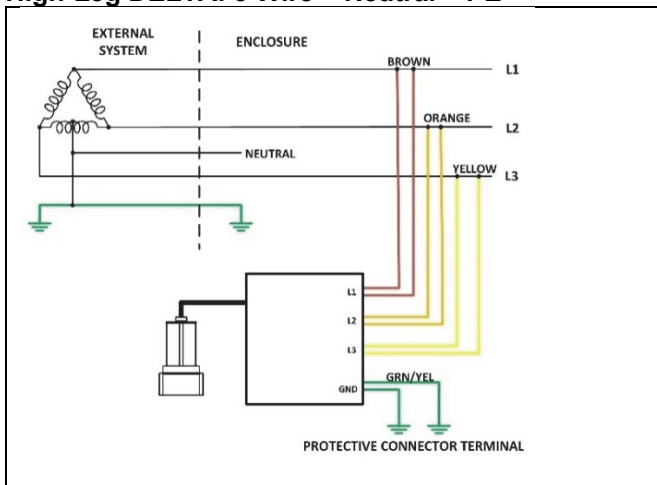 EXTERNAL
SYSTEM
ENCLOSURE
BROWN
L1
ORANGE
L2
NEUTRAL
YELLOW
L3
L1
L2
L3
GRN/YEL
GND
PROTECTIVE CONNECTOR TERMINAL